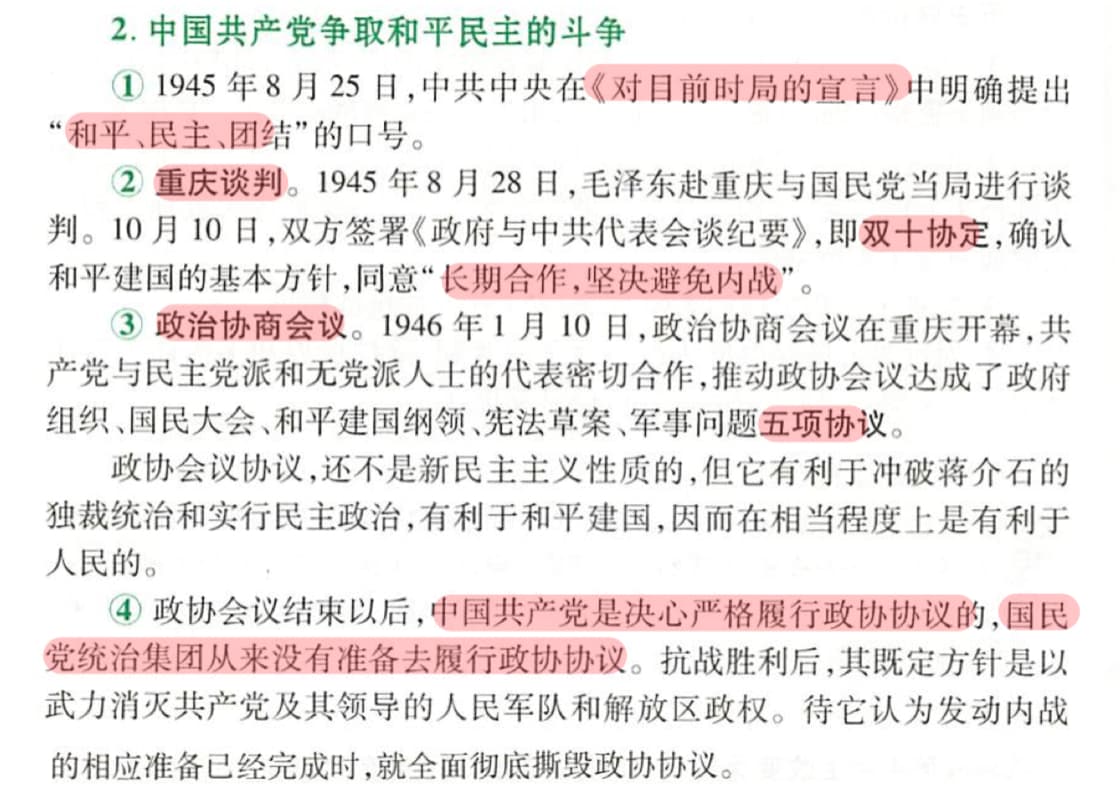 2. 中国共产党争取和平民主的斗争
① 1945 年 8 月 25 日,中共中央在《对目前时局的宣言》中明确提出
“和平、民主、团结”的口号。
② 重庆谈判。1945 年 8 月 28 日,毛泽东赴重庆与国民党当局进行谈
判。10 月 10 日,双方签署《政府与中共代表会谈纪要》,即双十协定,确认
和平建国的基本方针,同意“长期合作,坚决避免内战”。
③ 政治协商会议。1946 年 1 月 10 日,政治协商会议在重庆开幕,共
产党与民主党派和无党派人士的代表密切合作,推动政协会议达成了政府
组织、国民大会、和平建国纲领、宪法草案、军事问题五项协议。
政协会议协议,还不是新民主主义性质的,但它有利于冲破蒋介石的
独裁统治和实行民主政治,有利于和平建国,因而在相当程度上是有利于
人民的。
④ 政协会议结束以后,中国共产党是决心严格履行政协协议的,国民
党统治集团从来没有准备去履行政协协议。抗战胜利后,其既定方针是以
武力消灭共产党及其领导的人民军队和解放区政权。待它认为发动内战
的相应准备已经完成时,就全面彻底撕毁政协协议。